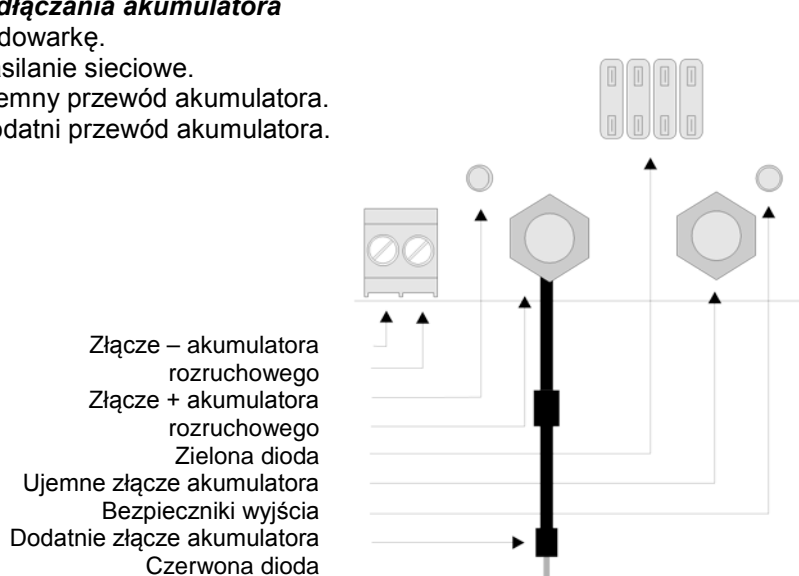 dłączania akumulatora
dowarkę.
asilanie sieciowe.
emny przewód akumulatora.
odatni przewód akumulatora.
Złącze – akumulatora
rozruchowego
Złącze + akumulatora
rozruchowego
Zielona dioda
Ujemne złącze akumulatora
Bezpieczniki wyjścia
Dodatnie złącze akumulatora
Czerwona dioda